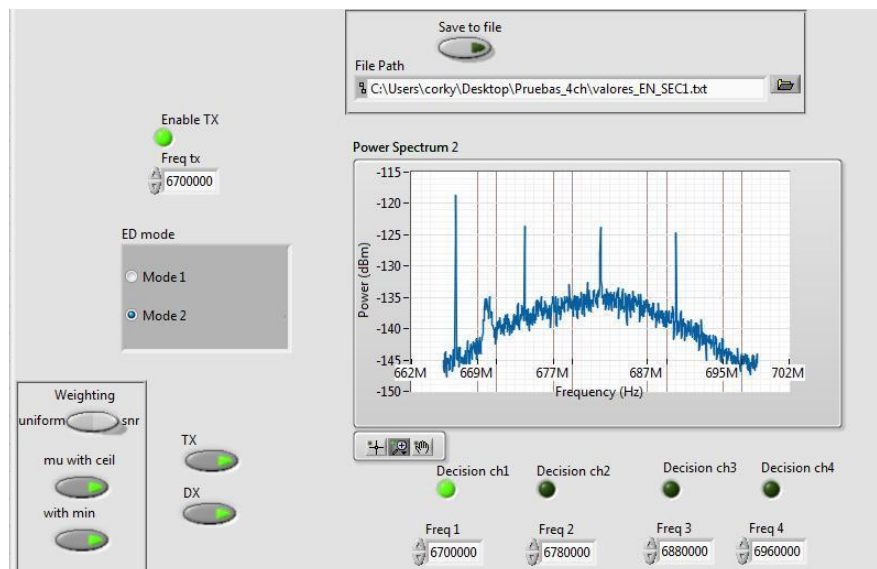 Save to file
File Path
C:\Users\corky\Desktop\Pruebas_4ch\valores_EN_SEC1.txt
Enable TX
Freq tx
6700000
ED mode
Mode 1
Mode 2
Power Spectrum 2
Power (dBm)
-115
-120
-125
-130
-135
-140
-145
-150
662M 669M 677M 687M 695M 702M
Frequency (Hz)
Weighting
uniform snr
mu with ceil
with min
TX
DX
Decision ch1 Decision ch2 Decision ch3 Decision ch4
Freq 1 Freq 2 Freq 3 Freq 4
6700000 6780000 6880000 6960000